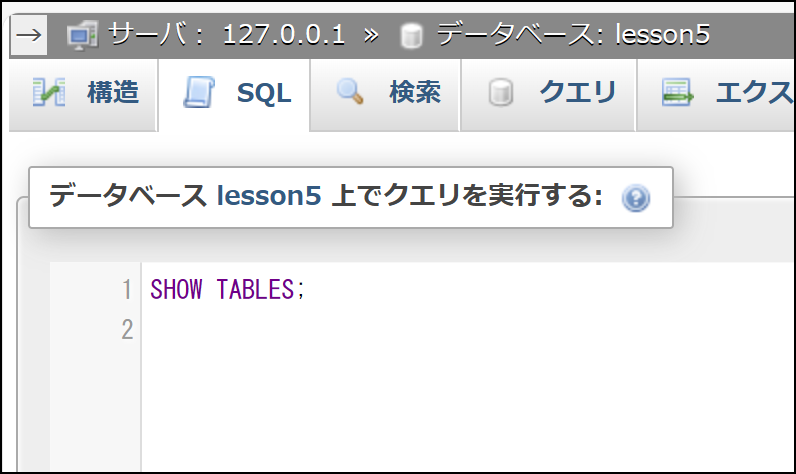 → サーバ： 127.0.0.1 » データベース: lesson5
構造 SQL 検索 クエリ エクス
データベース lesson5 上でクエリを実行する:
1 SHOW TABLES;
2